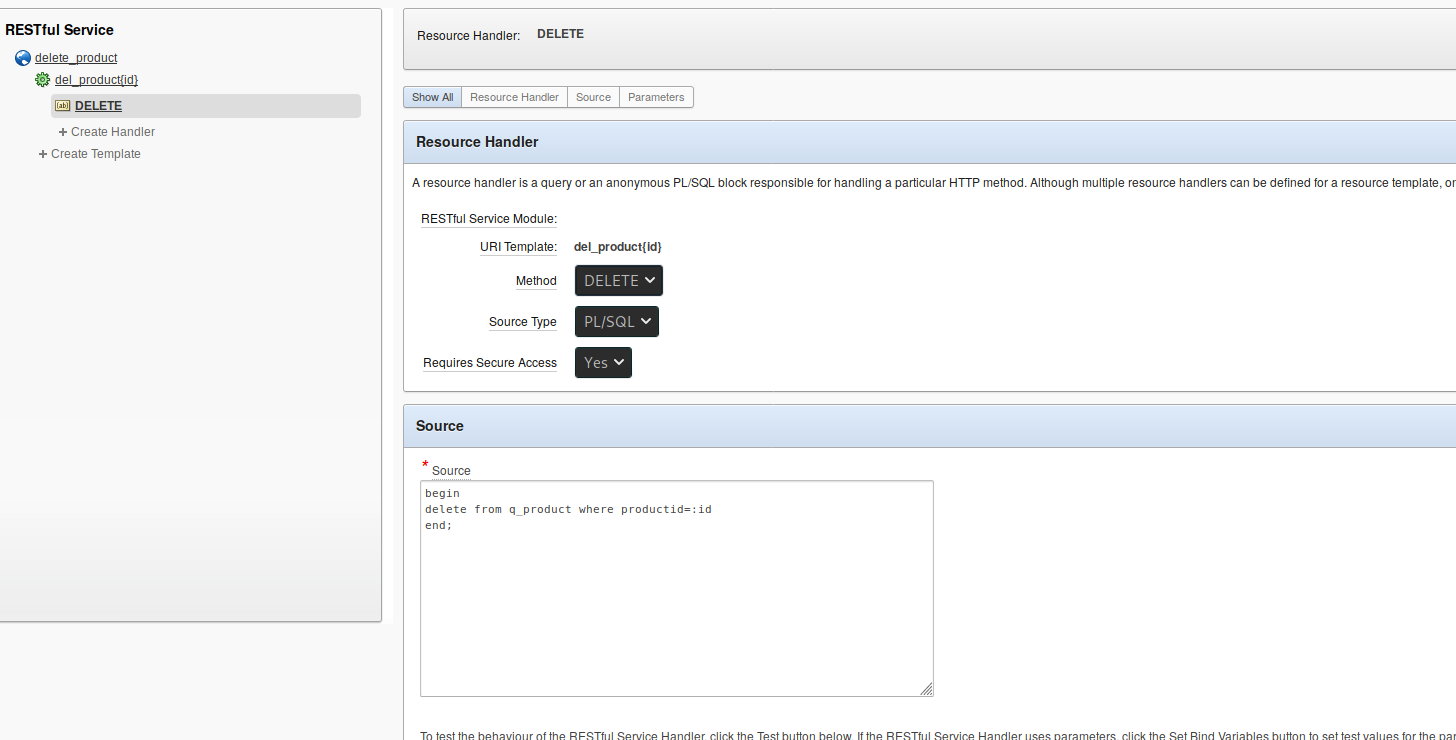 RESTful Service
delete_product
del_product{id}
DELETE
Create Handler
Create Template
Resource Handler: DELETE
Show All Resource Handler Source Parameters
Resource Handler
A resource handler is a query or an anonymous PL/SQL block responsible for handling a particular HTTP method. Although multiple resource handlers can be defined for a resource template, or
RESTful Service Module:
URI Template: del_product{id}
Method DELETE
Source Type PL/SQL
Requires Secure Access Yes
Source
* Source
begin
delete from q_product where productid=:id
end;
To test the behaviour of the RESTful Service Handler, click the Test button below. If the RESTful Service Handler uses parameters, click the Set Bind Variables button to set test values for the pa